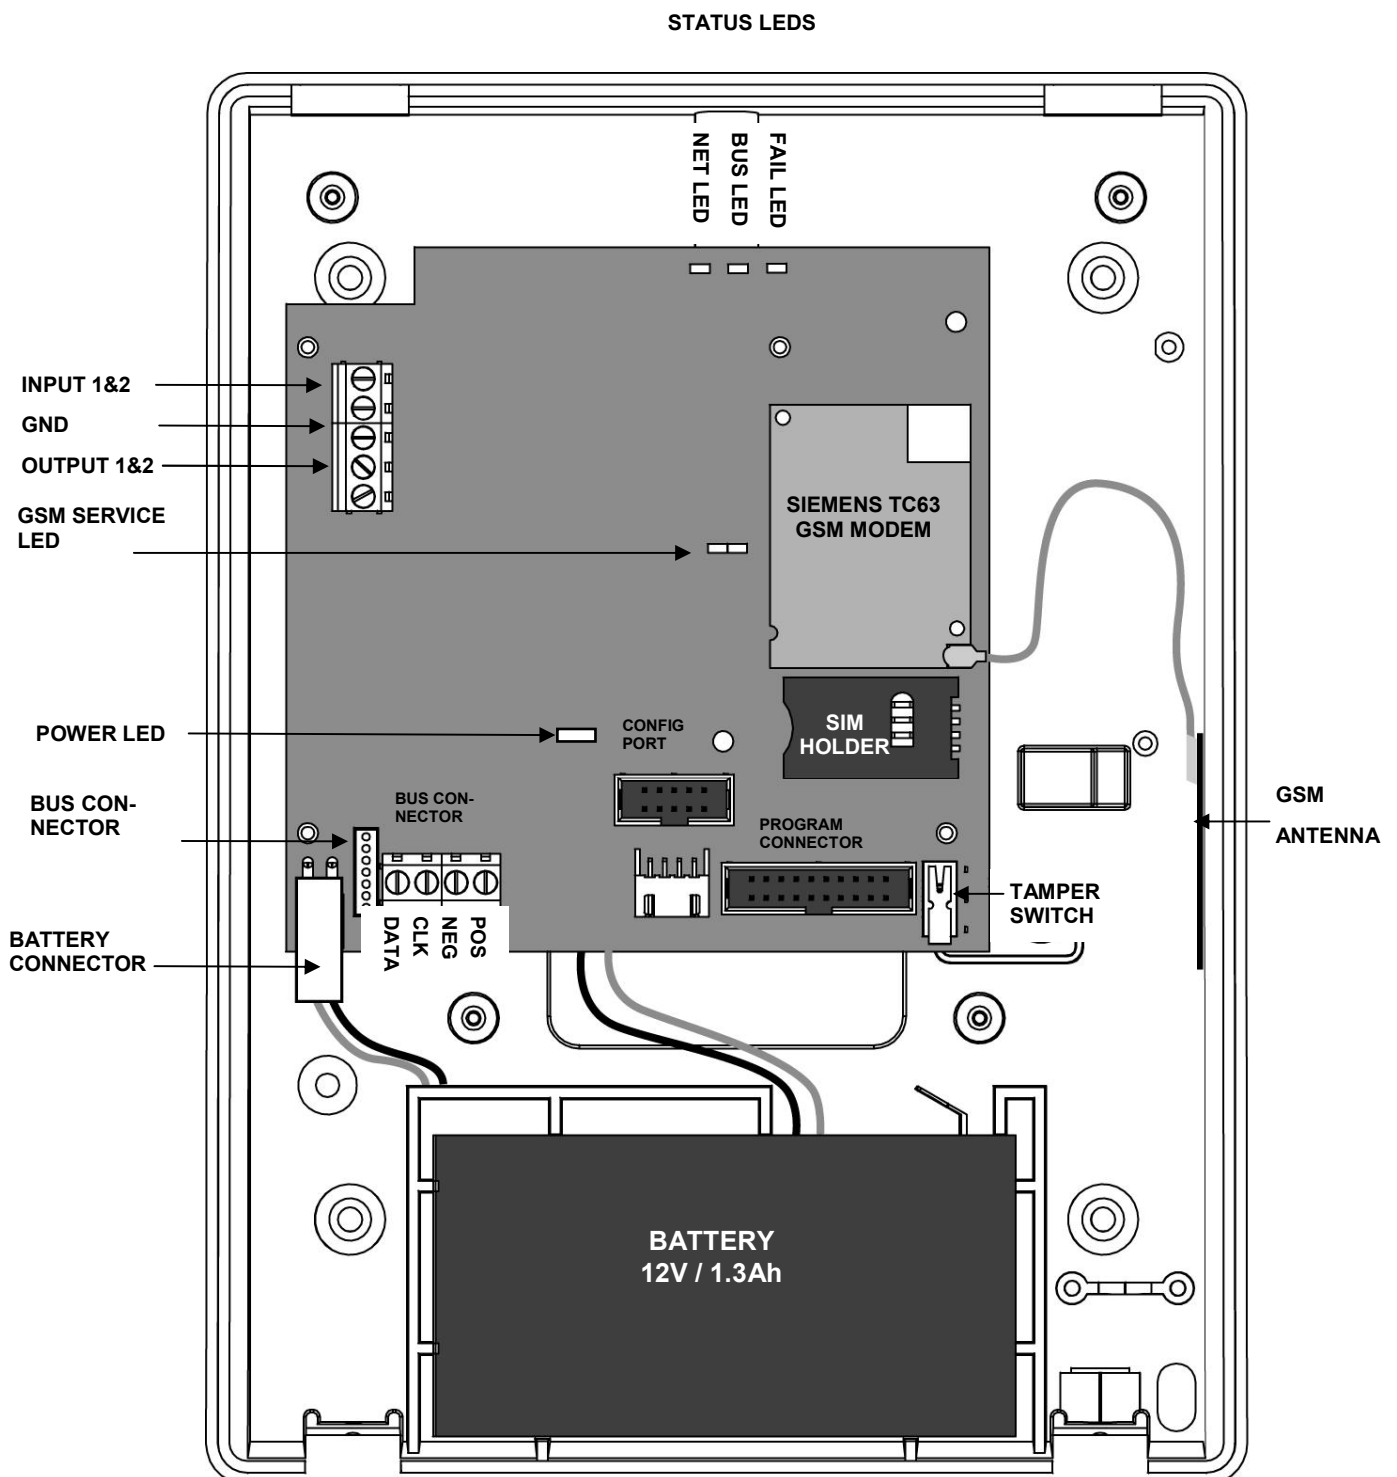 STATUS LEDS
NET LED
BUS LED
FAIL LED
INPUT 1&2
GND
OUTPUT 1&2
GSM SERVICE
LED
SIEMENS TC63
GSM MODEM
POWER LED
CONFIG
PORT
SIM
HOLDER
BUS CON-
NECTOR
BUS CON-
NECTOR
PROGRAM
CONNECTOR
GSM
ANTENNA
TAMPER
SWITCH
BATTERY
CONNECTOR
DATA
CLK
NEG
POS
BATTERY
12V / 1.3Ah